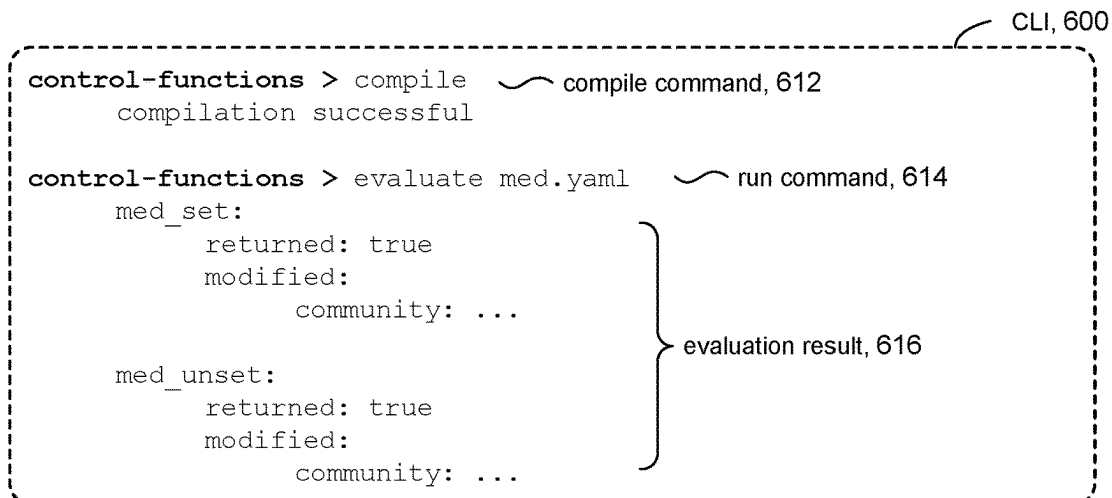 CLI, 600
control-functions > compile compile command, 612
compilation successful
control-functions > evaluate med.yaml run command, 614
med_set:
returned: true
modified:
community: ...
evaluation result, 616
med_unset:
returned: true
modified:
community: ...